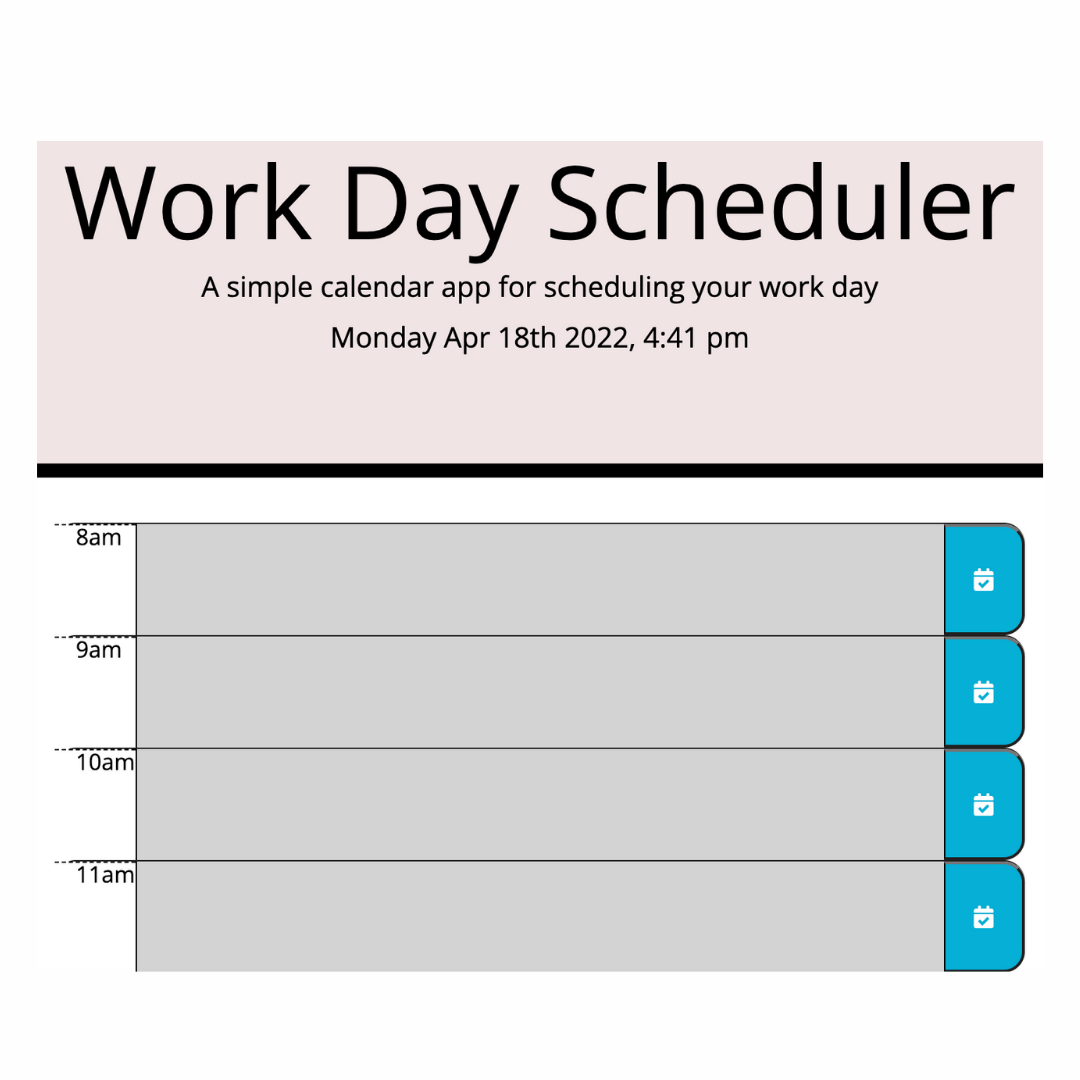 Work Day Scheduler
A simple calendar app for scheduling your work day
Monday Apr 18th 2022, 4:41 pm
8am
9am
10am
11am